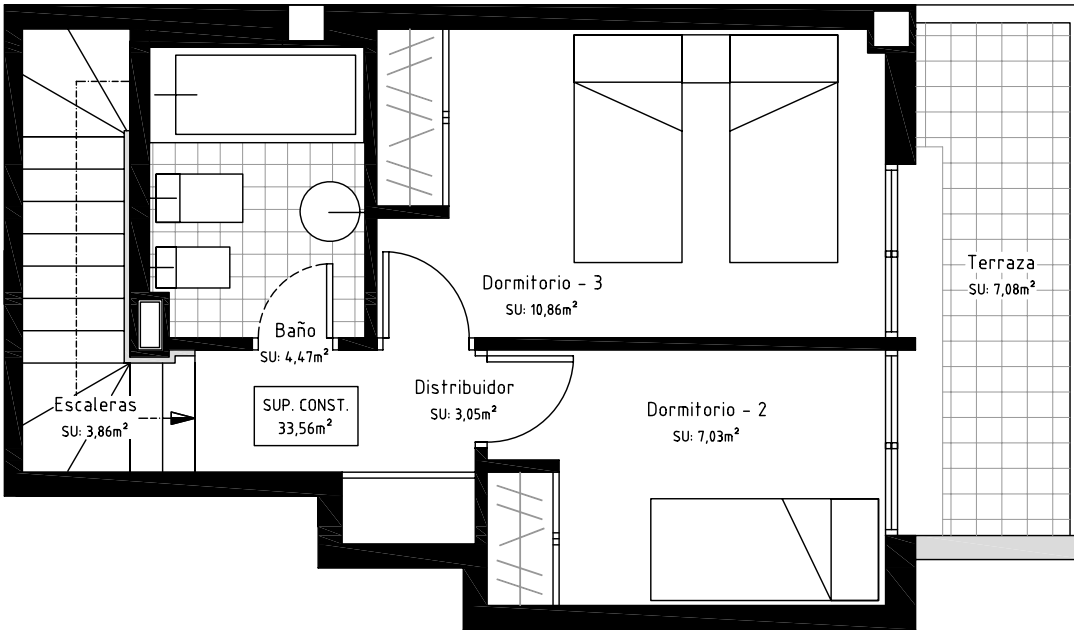 Terraza
SU: 7,08m²
Dormitorio - 3
SU: 10,86m²
Baño
SU: 4,47m²
Distribuidor
SU: 3,05m²
Escaleras
SU: 3,86m²
SUP. CONST.
33,56m²
Dormitorio - 2
SU: 7,03m²